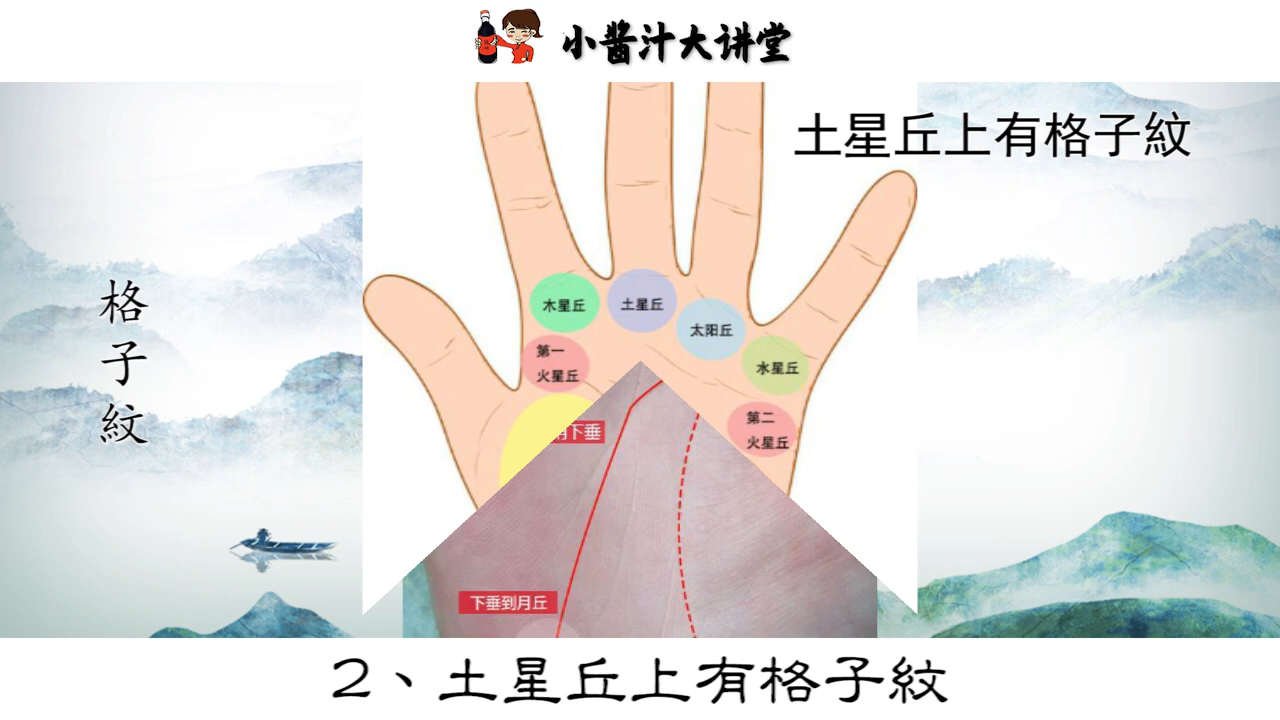 小酱汁大讲堂
土星丘上有格子紋
格子紋
木星丘
土星丘
太阳丘
水星丘
第一
火星丘
第二
火星丘
下垂
下垂到月丘
2、土星丘上有格子紋